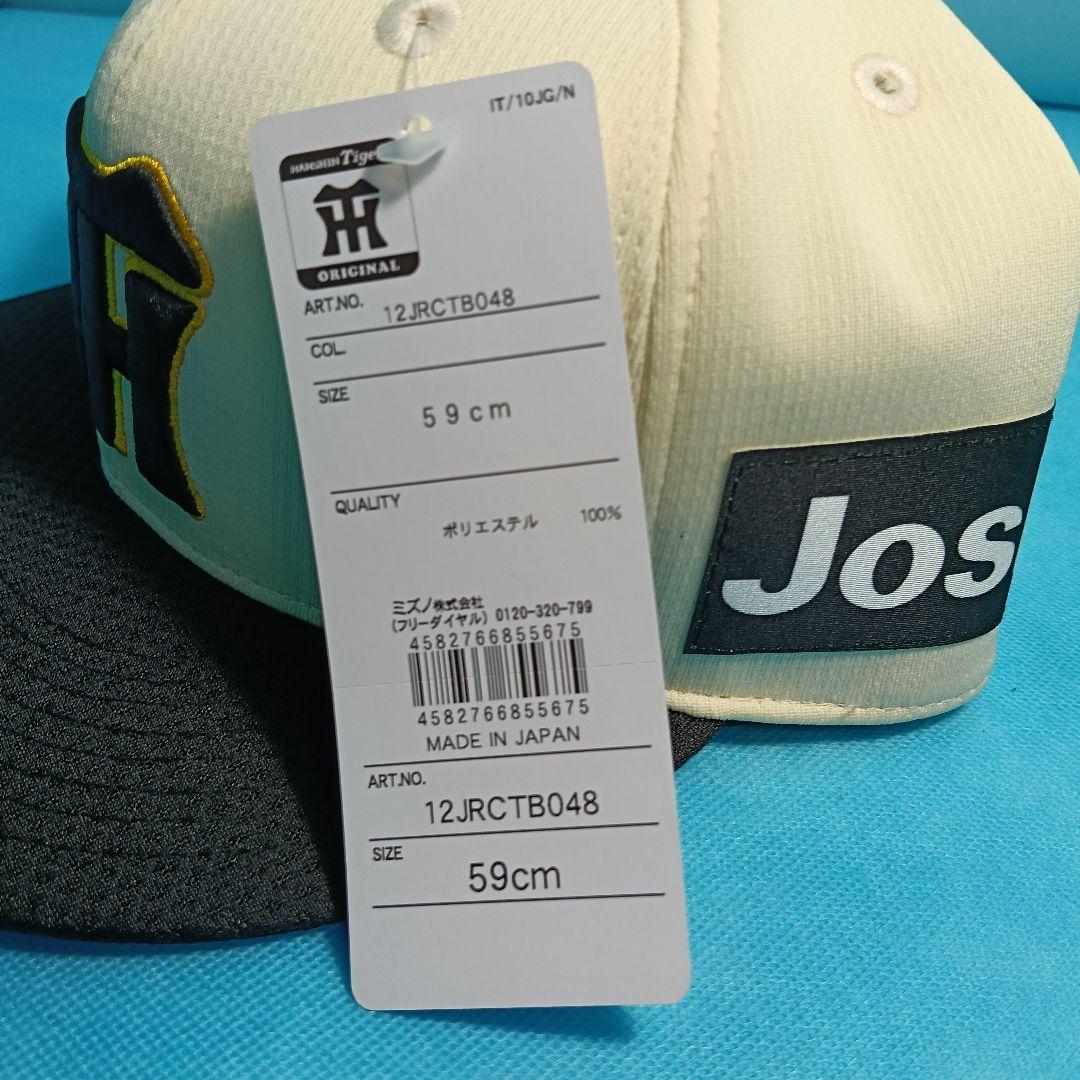 IT/10JG/N
HANSHIN Tige
ORIGINAL
ART.NO. 12JRCTB048
COL.
SIZE
59cm
QUALITY
ポリエステル 100%
ミズノ株式会社
(フリーダイヤル) 0120-320-799
4582766855675
4582766855675
MADE IN JAPAN
ART.NO.
12JRCTB048
SIZE
59cm
Jos